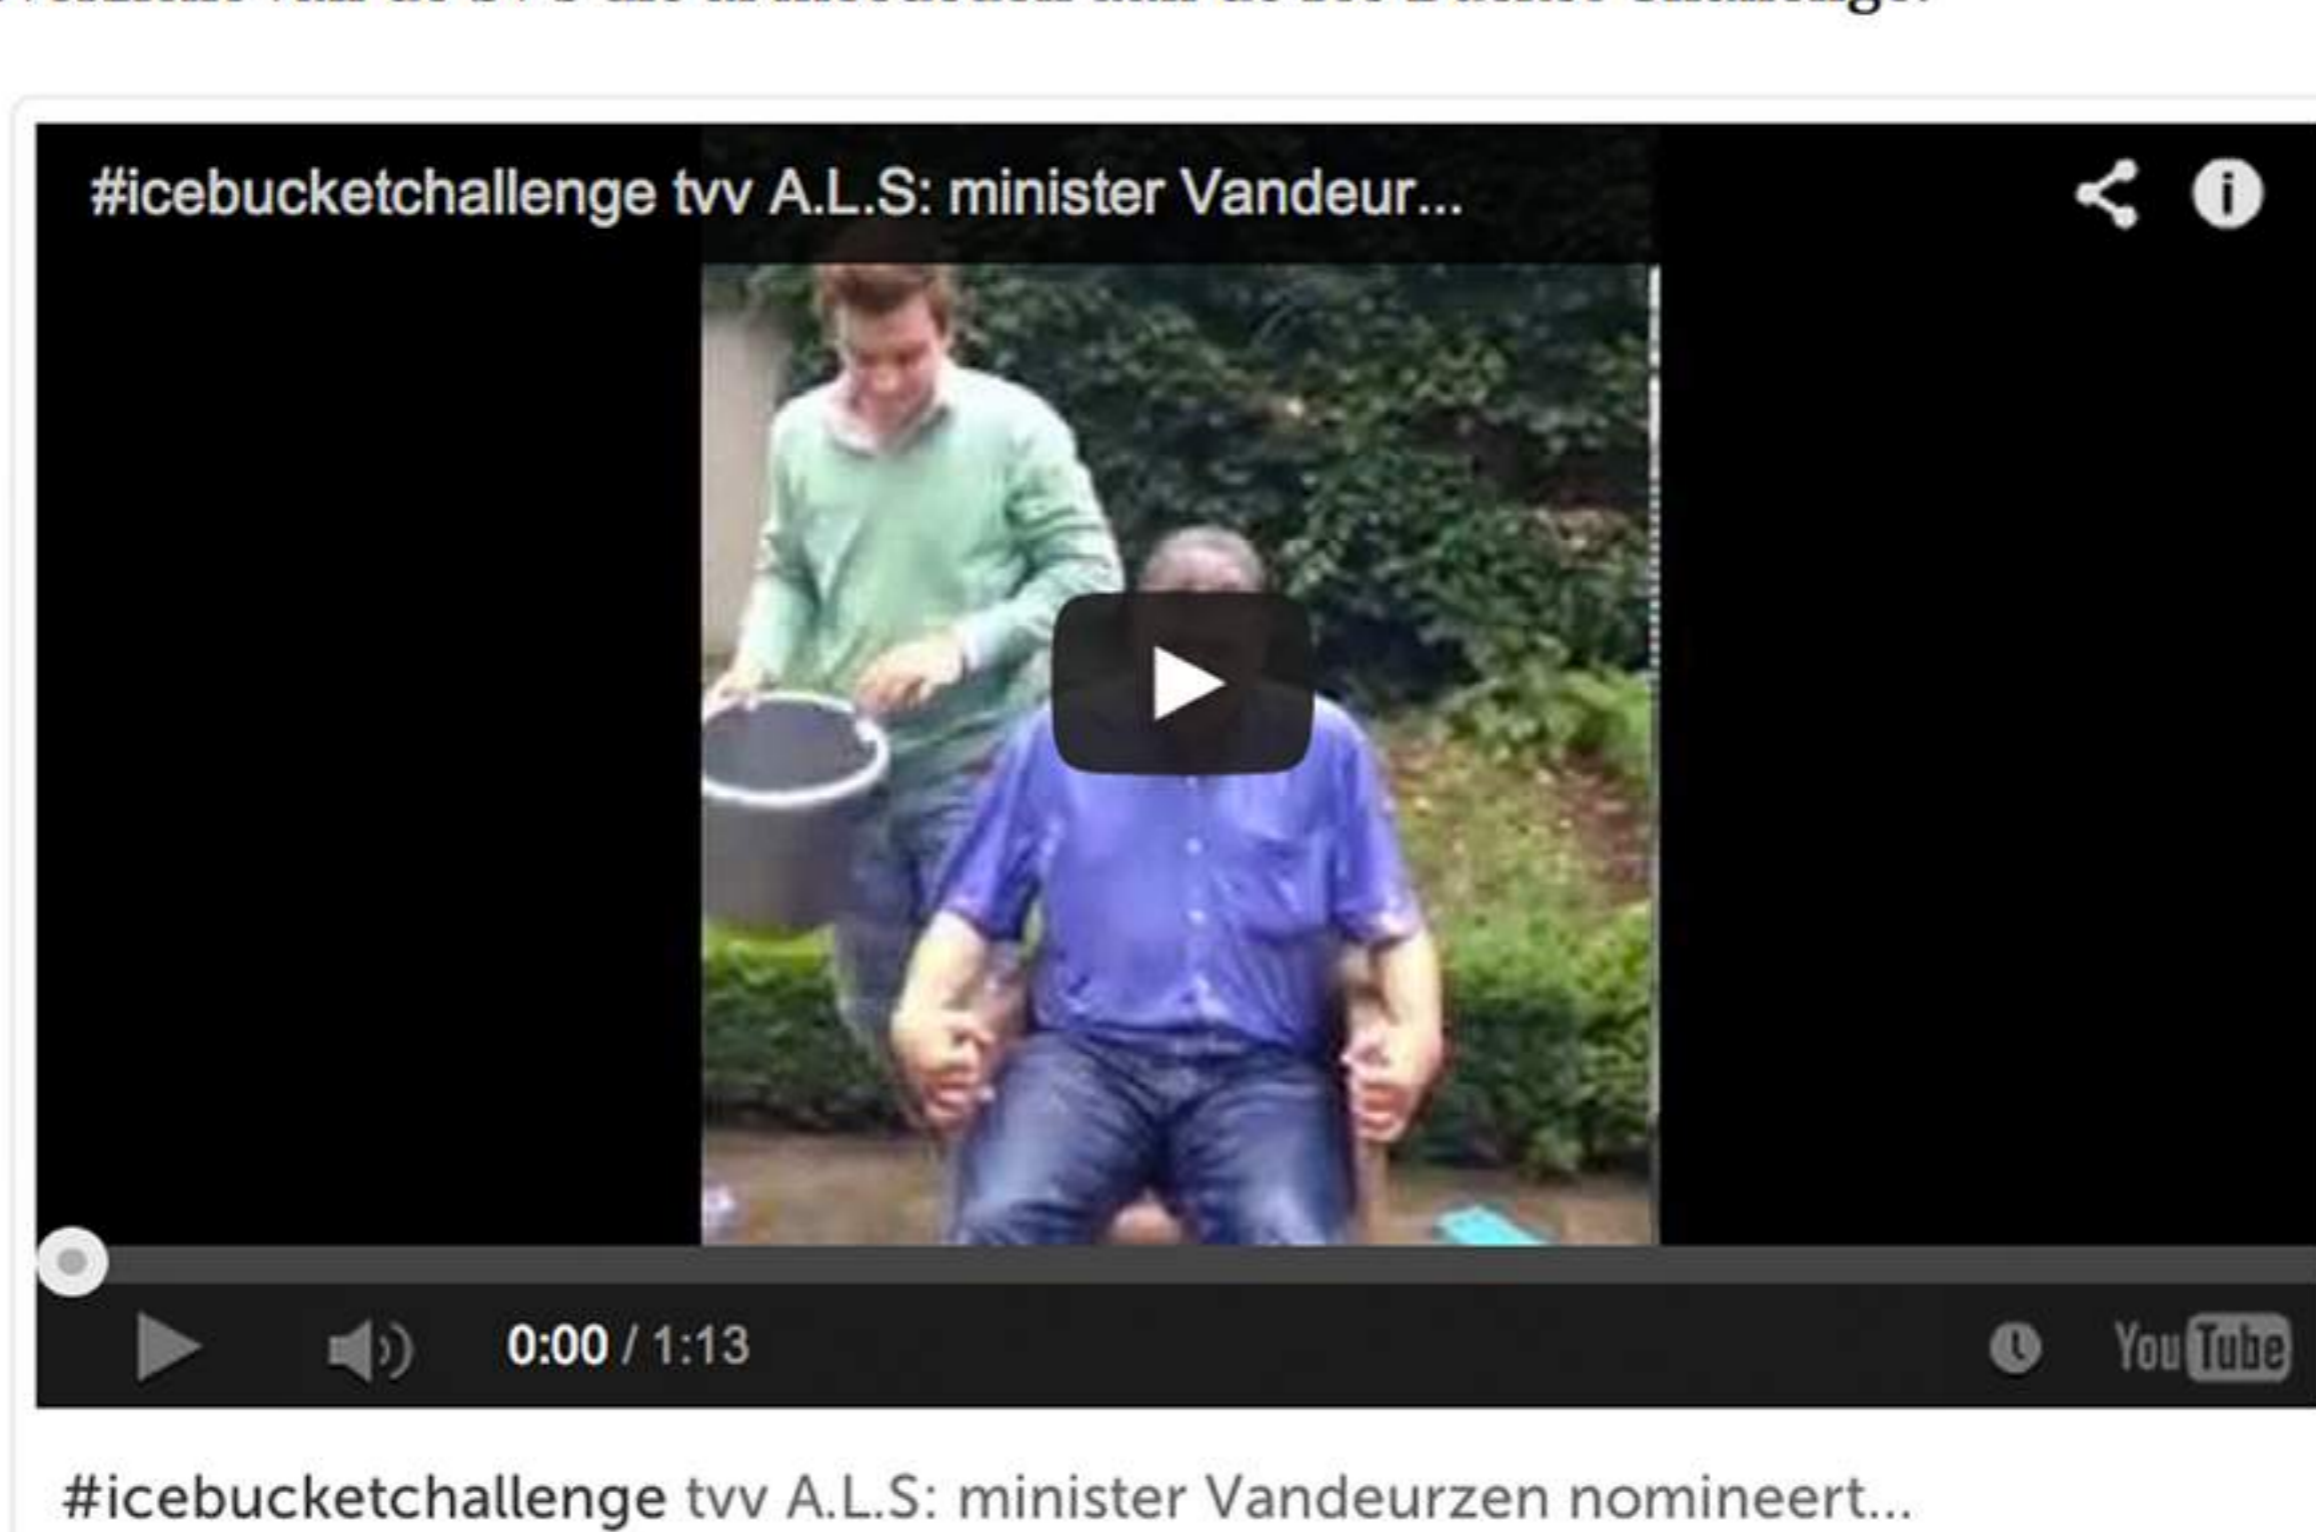 #icebucketchallenge tvv A.L.S: minister Vandeur...
0:00 / 1:13
YouTube
#icebucketchallenge tvv A.L.S: minister Vandeurzen nomineert...